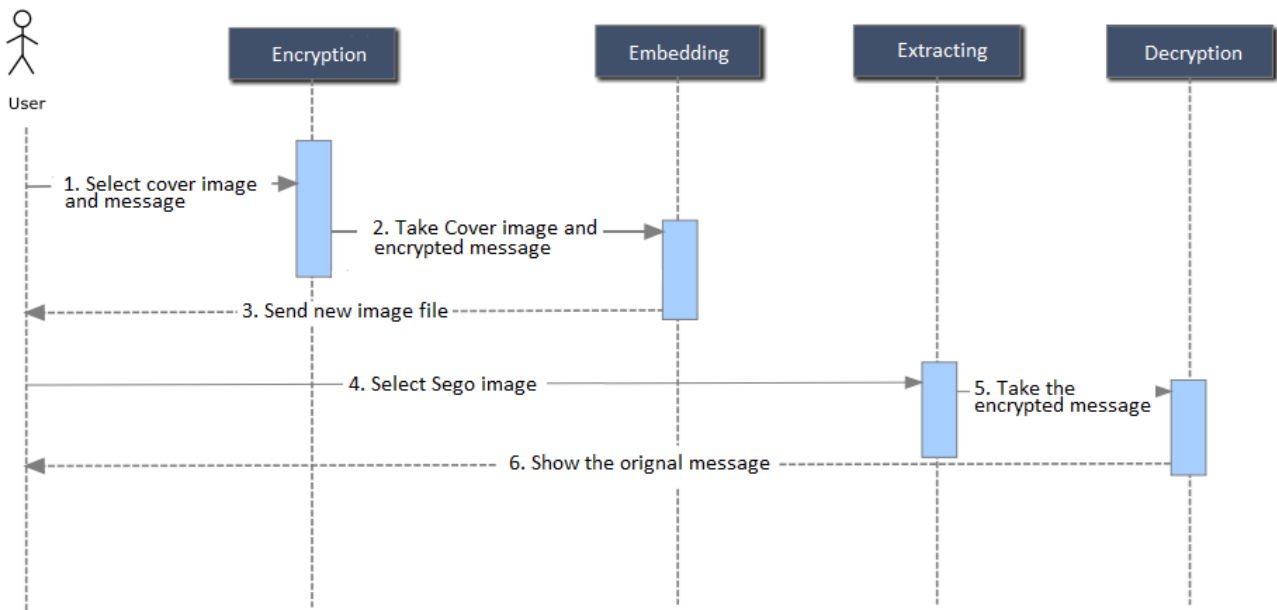 Encryption
Embedding
Extracting
Decryption
User
1. Select cover image
and message
2. Take Cover image and
encrypted message
3. Send new image file
4. Select Sego image
5. Take the
encrypted message
6. Show the orignal message